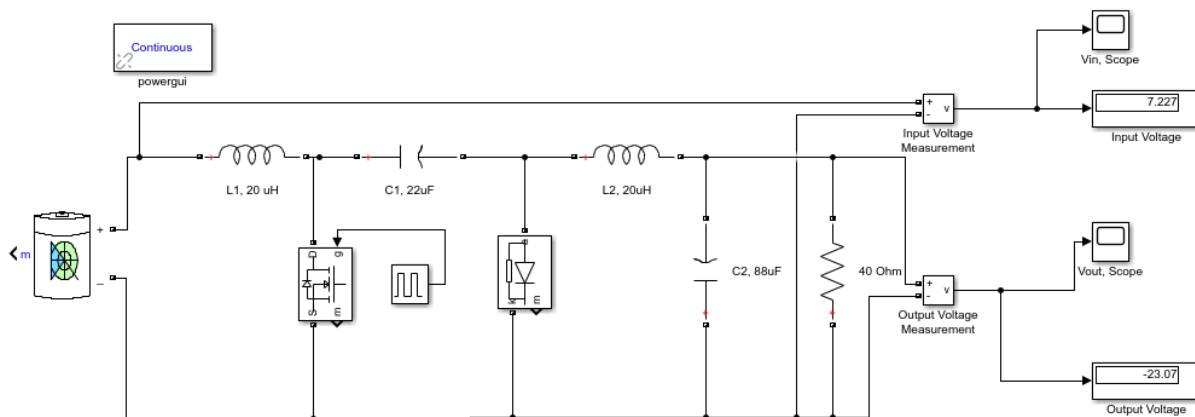 Continuous
powergui
Vin, Scope
+
-
v
7.227
Input Voltage
Measurement
Input Voltage
L1, 20 uH
C1, 22uF
L2, 20uH
+
m
–
D
g
S
m
a
k
m
C2, 88uF
40 Ohm
Vout, Scope
+
-
v
Output Voltage
Measurement
-23.07
Output Voltage